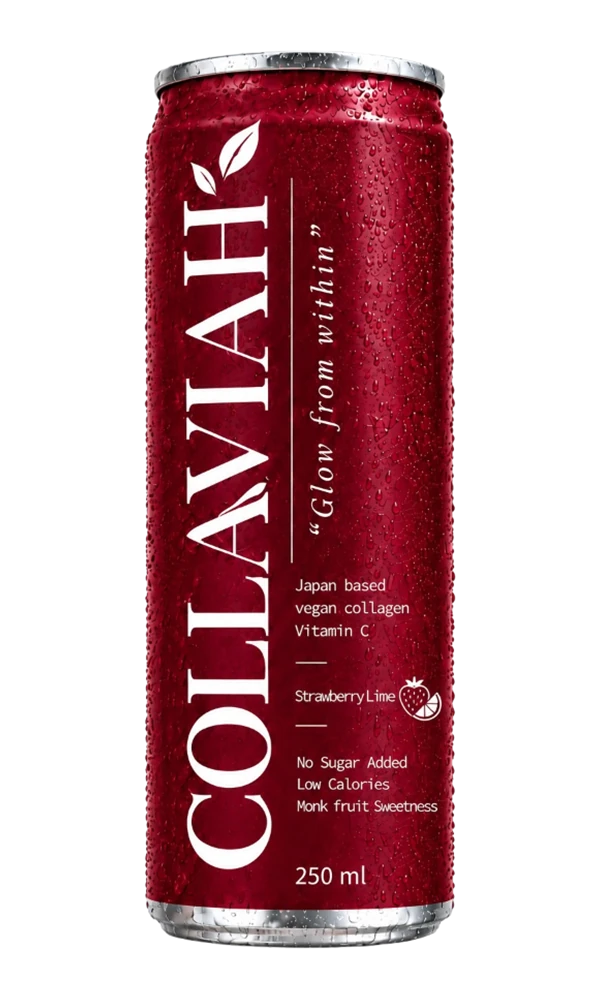 COLLAVIAH
“Glow from within”
Japan based
vegan collagen
Vitamin C
Strawberry Lime
No Sugar Added
Low Calories
Monk fruit Sweetness
250 ml